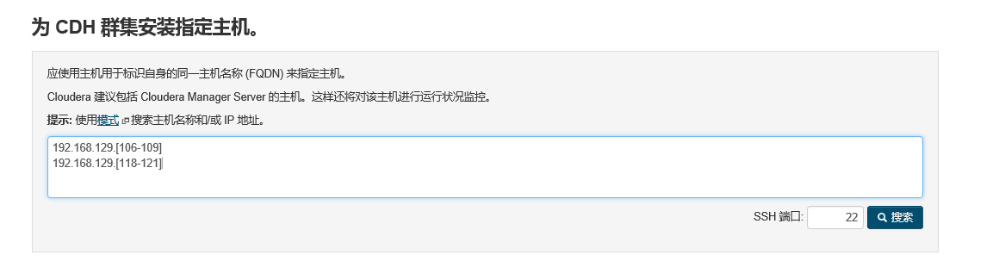 为 CDH 群集安装指定主机。
应使用主机用于标识自身的同一主机名称 (FQDN) 来指定主机。
Cloudera 建议包括 Cloudera Manager Server 的主机。这样还将对该主机进行运行状况监控。
提示: 使用模式 搜索主机名称和/或 IP 地址。
192.168.129.[106-109]
192.168.129.[118-121]
SSH 端口: 22 搜索